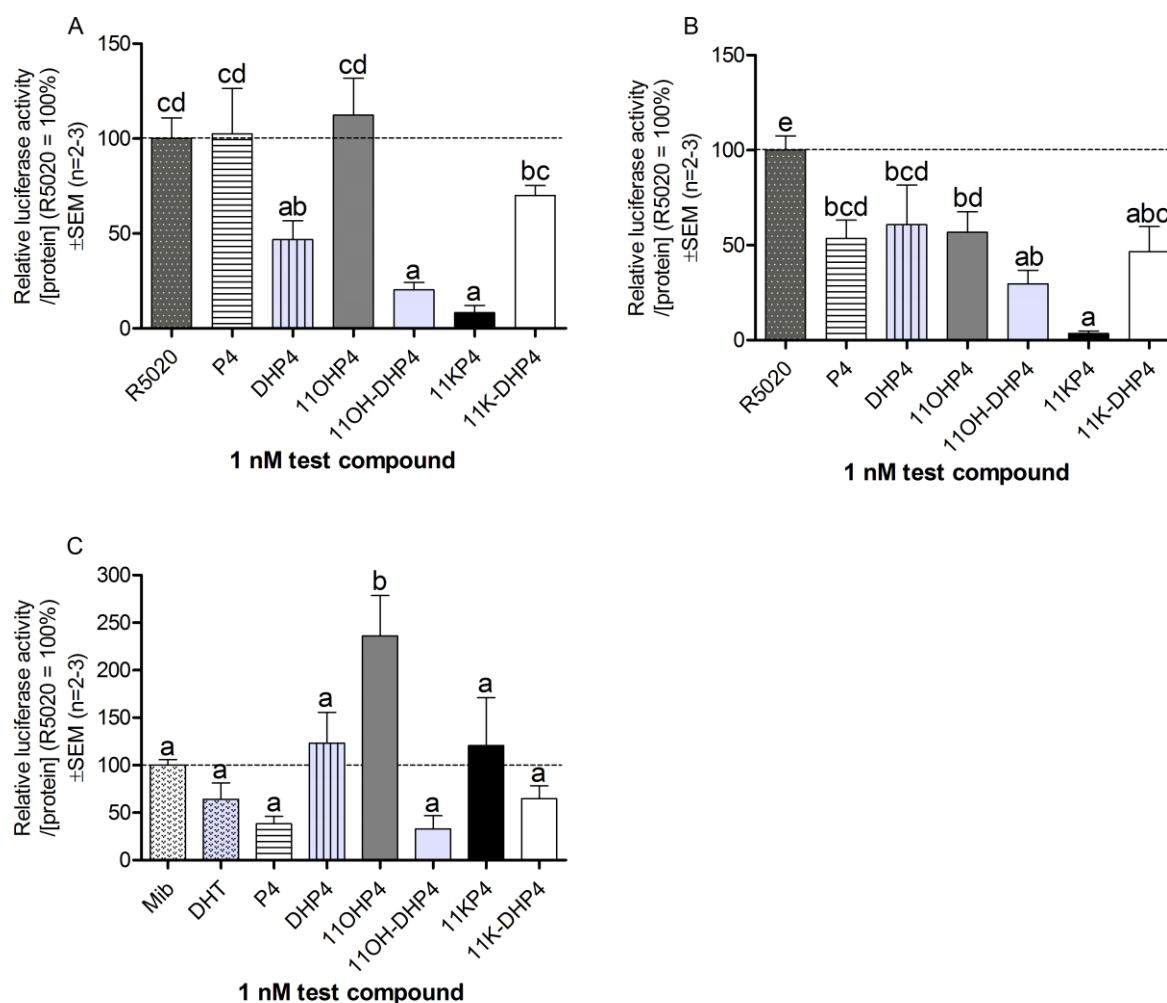 A
Relative luciferase activity
/[protein] (R5020 = 100%)
±SEM (n=2-3)
150
100
50
0
cd
cd
ab
cd
a
a
bc
R5020
P4
DHP4
11OHP4
11OH-DHP4
11KP4
11K-DHP4
1 nM test compound
B
Relative luciferase activity
/[protein] (R5020 = 100%)
±SEM (n=2-3)
150
100
50
0
e
bcd
bcd
bd
ab
a
abc
R5020
P4
DHP4
11OHP4
11OH-DHP4
11KP4
11K-DHP4
1 nM test compound
C
Relative luciferase activity
/[protein] (R5020 = 100%)
±SEM (n=2-3)
300
250
200
150
100
50
0
a
a
a
a
b
a
a
a
Mib
DHT
P4
DHP4
11OHP4
11OH-DHP4
11KP4
11K-DHP4
1 nM test compound